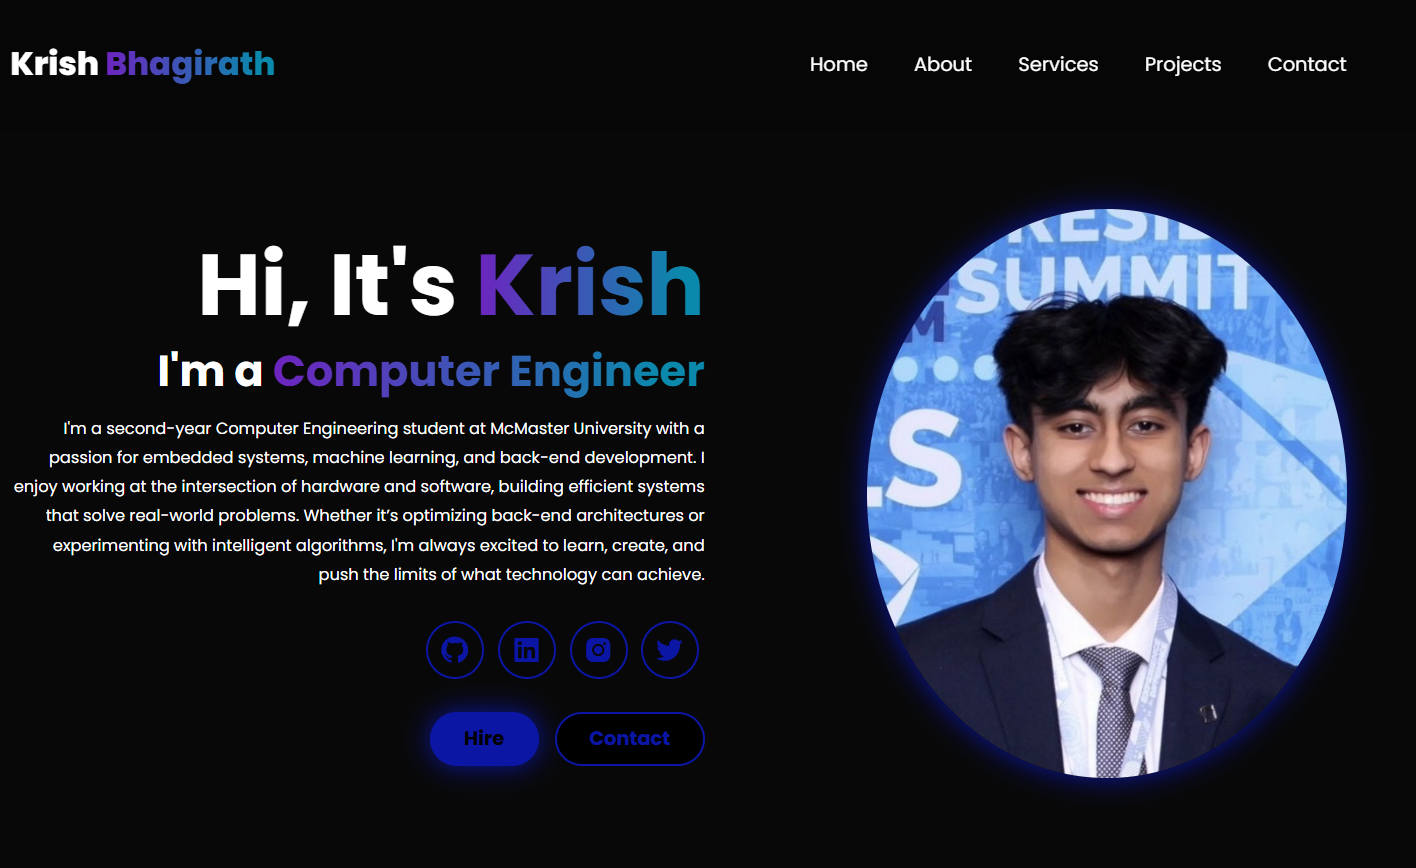 Krish Bhagirath
Home About Services Projects Contact
Hi, It's Krish
I'm a Computer Engineer
I'm a second-year Computer Engineering student at McMaster University with a
passion for embedded systems, machine learning, and back-end development. I
enjoy working at the intersection of hardware and software, building efficient systems
that solve real-world problems. Whether it’s optimizing back-end architectures or
experimenting with intelligent algorithms, I'm always excited to learn, create, and
push the limits of what technology can achieve.
in
Hire Contact
SUMMIT